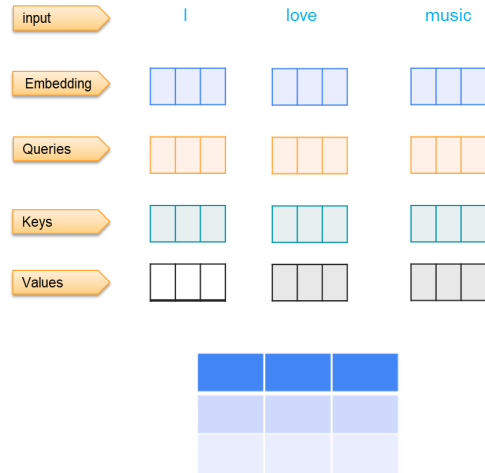 input I love music
Embedding
Queries
Keys
Values